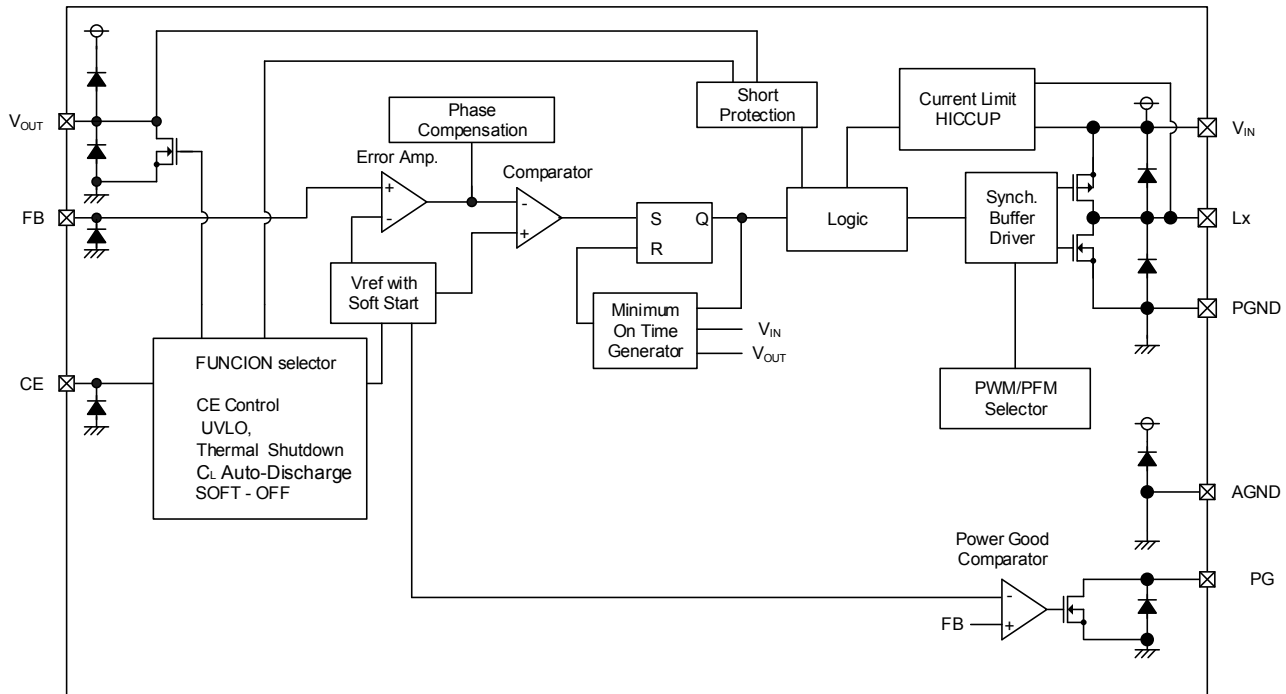 Phase
Compensation
Short
Protection
Current Limit
HICCUP
VOUT
VIN
Error Amp.
+
-
Comparator
-
+
FB
S
Q
R
Logic
Synch.
Buffer
Driver
Lx
Vref with
Soft Start
Minimum
On Time
Generator
VIN
VOUT
PGND
CE
FUNCION selector
CE Control
UVLO,
Thermal Shutdown
CL Auto-Discharge
SOFT - OFF
PWM/PFM
Selector
AGND
Power Good
Comparator
-
FB
+
PG